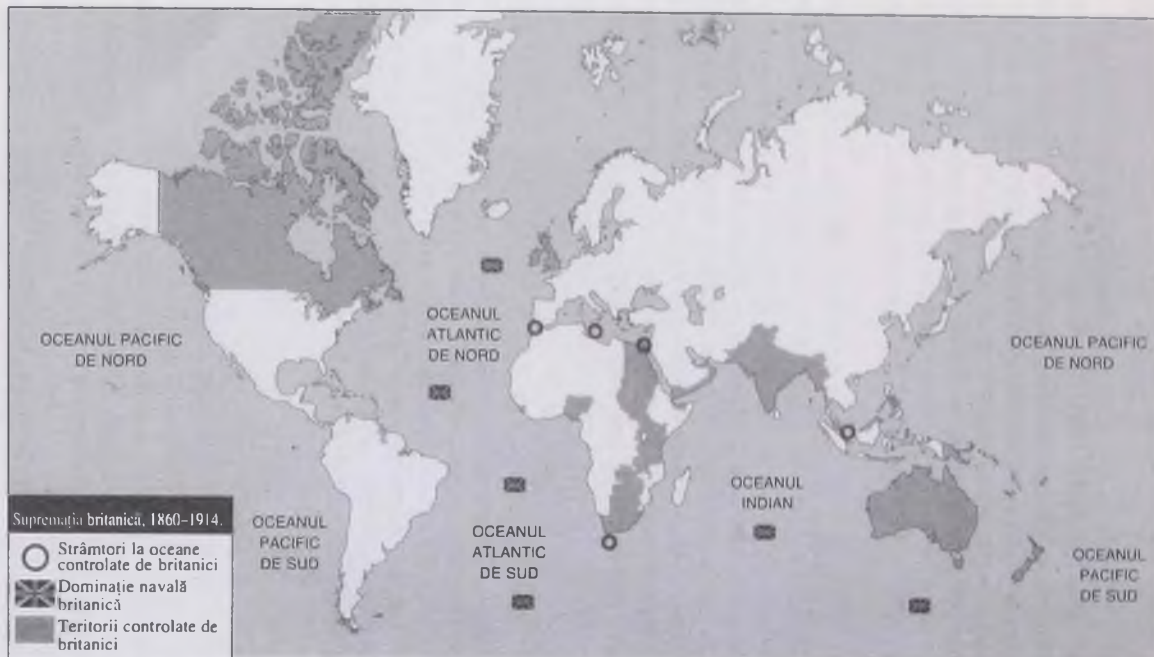 OCEANUL PACIFIC
DE NORD
OCEANUL
ATLANTIC
DE NORD
OCEANUL PACIFIC
DE NORD
OCEANUL
INDIAN
OCEANUL
PACIFIC
DE SUD
OCEANUL
ATLANTIC
DE SUD
OCEANUL
PACIFIC
DE SUD
Supremația britanică, 1860–1914.
Strâmtori la oceane
controlate de britanici
Dominație navală
britanică
Teritorii controlate de
britanici